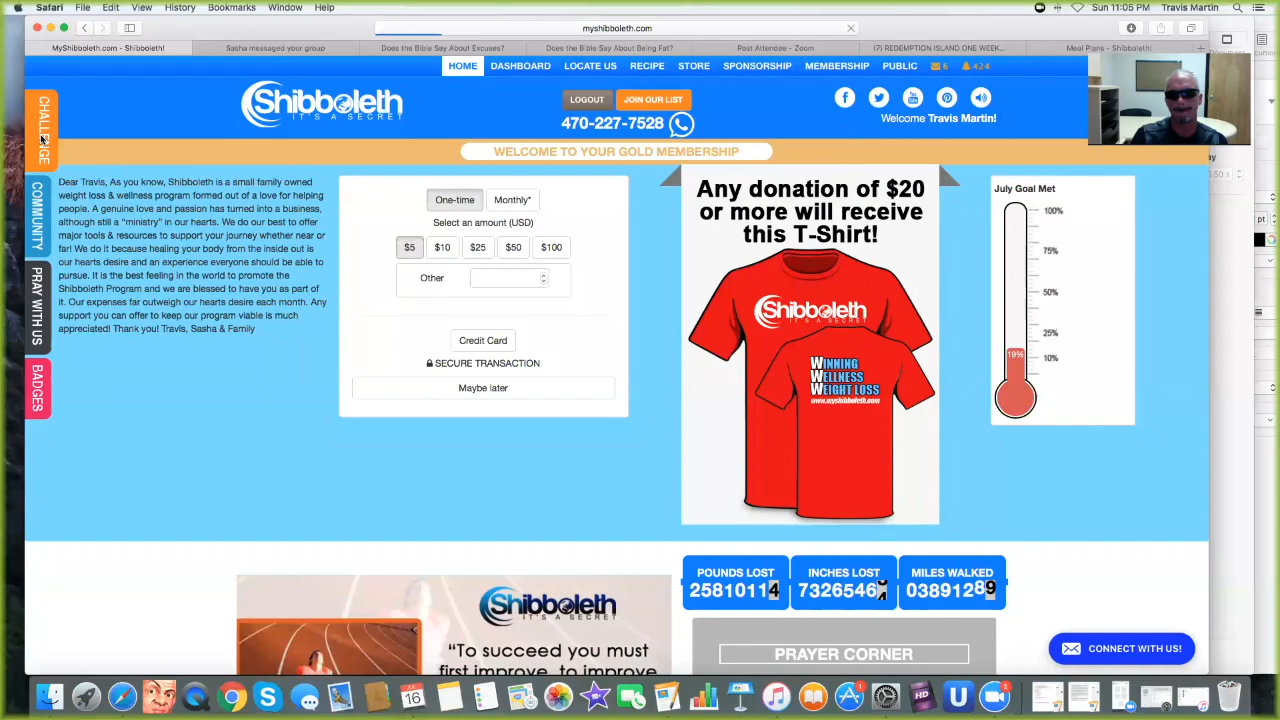 Safari File Edit View History Bookmarks Window Help
Sun 11:05 PM Travis Martin
myshibboleth.com
MyShibboleth.com - Shibboleth!
Sasha messaged your group
Does the Bible Say About Excuses?
Does the Bible Say About Being Fat?
Post Attendee - Zoom
(7) REDEMPTION ISLAND ONE WEEK...
Meal Plans - Shibboleth!
HOME DASHBOARD LOCATE US RECIPE STORE SPONSORSHIP MEMBERSHIP PUBLIC 6 424
Shibboleth
IT'S A SECRET
LOGOUT JOIN OUR LIST
470-227-7528
Welcome Travis Martin!
WELCOME TO YOUR GOLD MEMBERSHIP
CHALLENGE
COMMUNITY
PRAY WITH US
BADGES
Dear Travis, As you know, Shibboleth is a small family owned
weight loss & wellness program formed out of a love for helping
people. A genuine love and passion has turned into a business,
although still a "ministry" in our hearts. We do our best to offer
major tools & resources to support your journey whether near or
far! We do it because healing your body from the inside out is
our hearts desire and an experience everyone should be able to
pursue. It is the best feeling in the world to promote the
Shibboleth Program and we are blessed to have you as part of
it. Our expenses far outweigh our hearts desire each month. Any
support you can offer to keep our program viable is much
appreciated! Thank you! Travis, Sasha & Family
One-time Monthly*
Select an amount (USD)
$5 $10 $25 $50 $100
Other
Credit Card
SECURE TRANSACTION
Maybe later
Any donation of $20
or more will receive
this T-Shirt!
Shibboleth
IT'S A SECRET
WINNING
WELLNESS
WEIGHT LOSS
www.myshibboleth.com
July Goal Met
100%
75%
50%
25%
19%
10%
POUNDS LOST
25810114
INCHES LOST
7326546
MILES WALKED
03891289
Shibboleth
IT'S A SECRET
"To succeed you must
first improve, to improve
PRAYER CORNER
CONNECT WITH US!